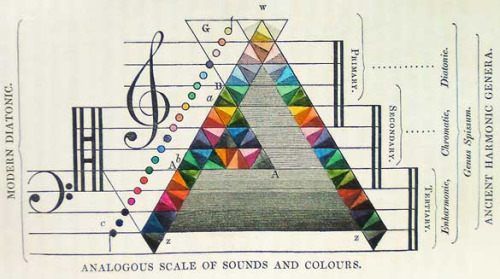 w
G
f
B
a
b
A
A
c
z
z
MODERN DIATONIC.
PRIMARY.
SECONDARY.
TERTIARY.
Diatonic.
Chromatic,
Enharmonic,
Genus Spissum.
ANCIENT HARMONIC GENERA.
ANALOGOUS SCALE OF SOUNDS AND COLOURS.